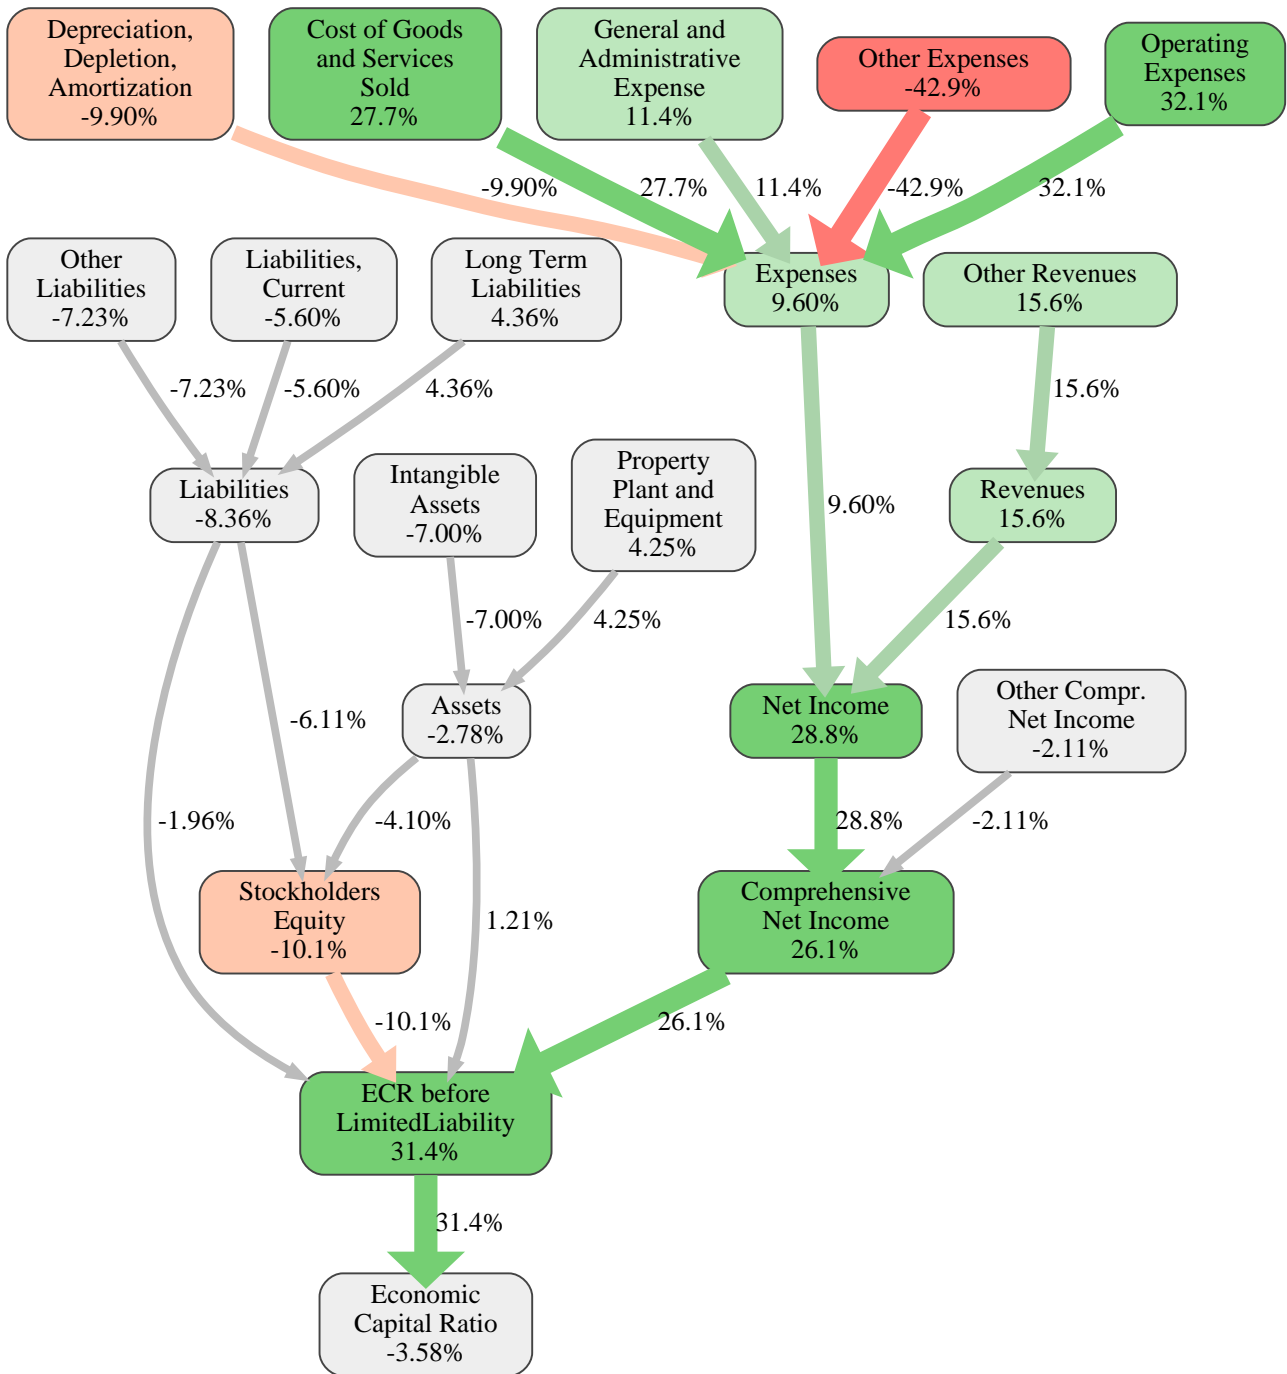 Depreciation,
Depletion,
Amortization
-9.90%
Cost of Goods
and Services
Sold
27.7%
General and
Administrative
Expense
11.4%
Other Expenses
-42.9%
Operating
Expenses
32.1%
-9.90%
27.7%
11.4%
-42.9%
32.1%
Other
Liabilities
-7.23%
Liabilities,
Current
-5.60%
Long Term
Liabilities
4.36%
Expenses
9.60%
Other Revenues
15.6%
-7.23%
-5.60%
4.36%
15.6%
Liabilities
-8.36%
Intangible
Assets
-7.00%
Property
Plant and
Equipment
4.25%
9.60%
Revenues
15.6%
-7.00%
4.25%
15.6%
-6.11%
Assets
-2.78%
Net Income
28.8%
Other Compr.
Net Income
-2.11%
-1.96%
-4.10%
28.8%
-2.11%
Stockholders
Equity
-10.1%
1.21%
Comprehensive
Net Income
26.1%
-10.1%
26.1%
ECR before
LimitedLiability
31.4%
31.4%
Economic
Capital Ratio
-3.58%